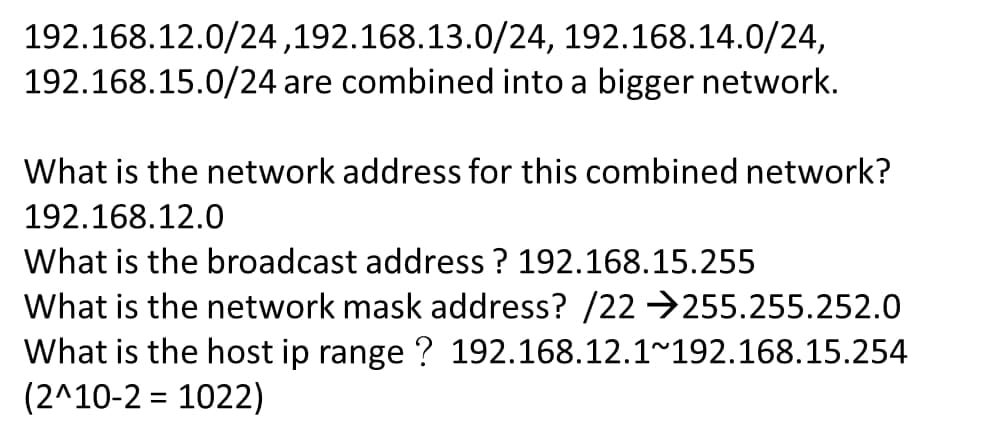 192.168.12.0/24 ,192.168.13.0/24, 192.168.14.0/24,
192.168.15.0/24 are combined into a bigger network.
What is the network address for this combined network?
192.168.12.0
What is the broadcast address ? 192.168.15.255
What is the network mask address? /22 →255.255.252.0
What is the host ip range ? 192.168.12.1~192.168.15.254
(2^10-2 = 1022)